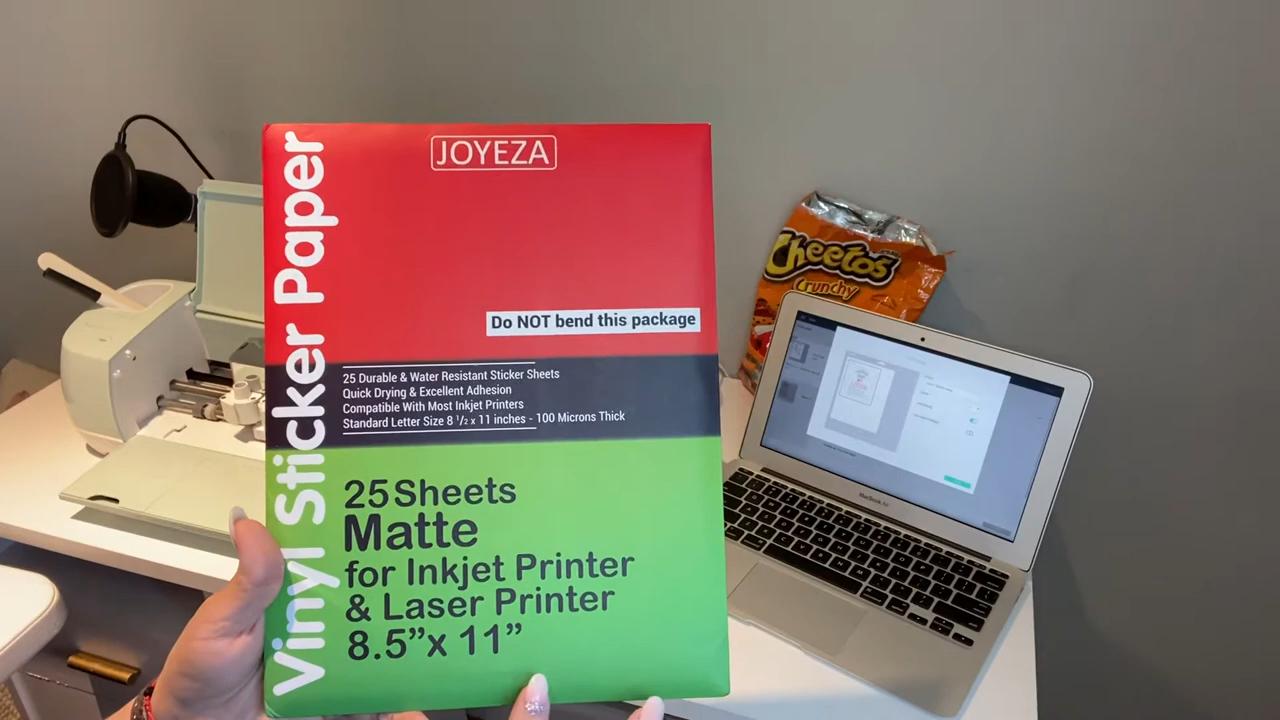 JOYEZA
Vinyl Sticker Paper
Do NOT bend this package
25 Durable & Water Resistant Sticker Sheets
Quick Drying & Excellent Adhesion
Compatible With Most Inkjet Printers
Standard Letter Size 8 1/2 x 11 inches - 100 Microns Thick
25 Sheets
Matte
for Inkjet Printer
& Laser Printer
8.5”x 11”
Cheetos
Crunchy
MacBook Air